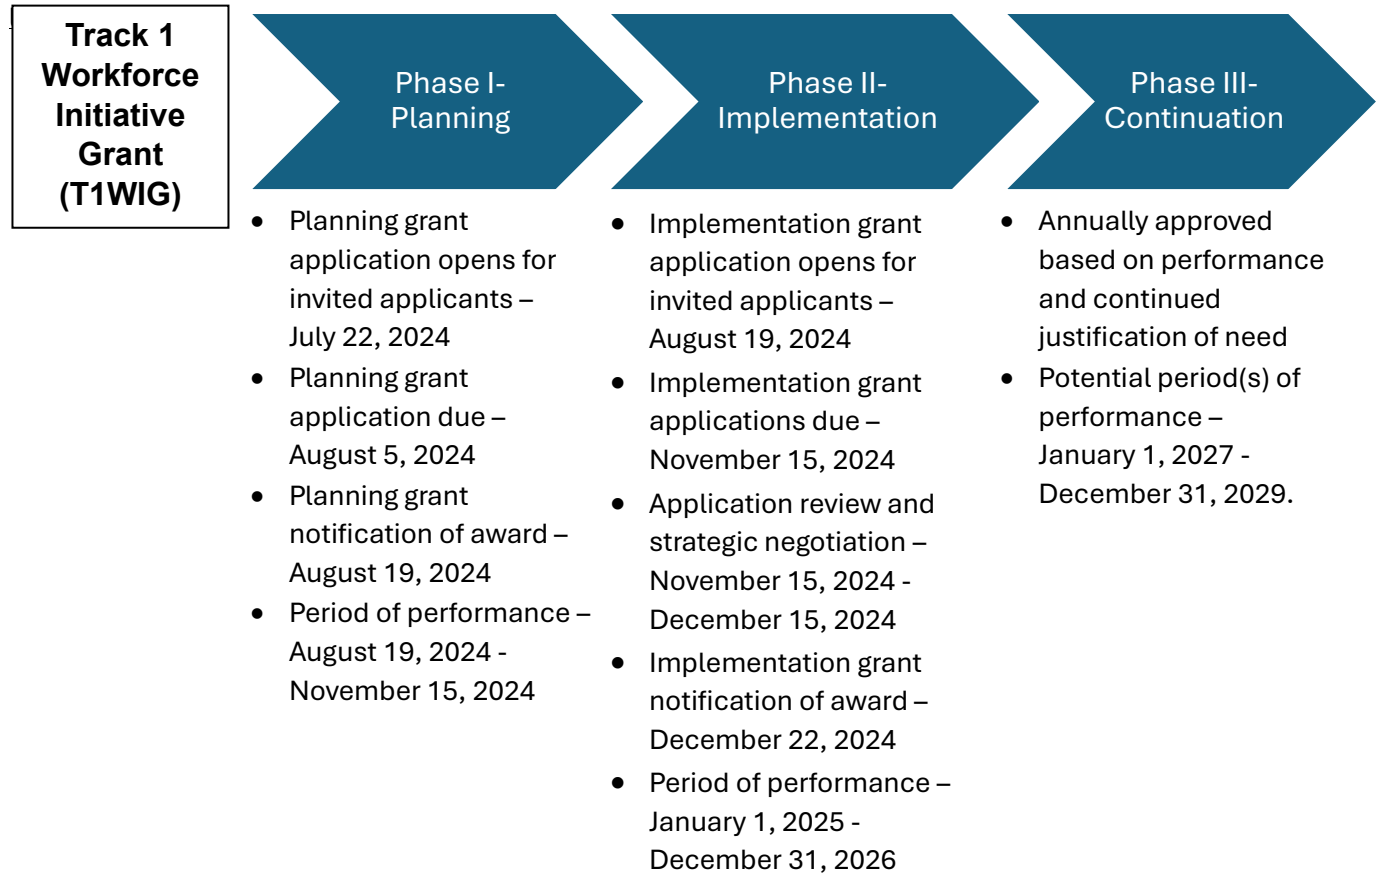 Track 1
Workforce
Initiative
Grant
(T1WIG)
Phase I-
Planning
Phase II-
Implementation
Phase III-
Continuation
• Planning grant
application opens for
invited applicants –
July 22, 2024
• Planning grant
application due –
August 5, 2024
• Planning grant
notification of award –
August 19, 2024
• Period of performance –
August 19, 2024 -
November 15, 2024
• Implementation grant
application opens for
invited applicants –
August 19, 2024
• Implementation grant
applications due –
November 15, 2024
• Application review and
strategic negotiation –
November 15, 2024 -
December 15, 2024
• Implementation grant
notification of award –
December 22, 2024
• Period of performance –
January 1, 2025 -
December 31, 2026
• Annually approved
based on performance
and continued
justification of need
• Potential period(s) of
performance –
January 1, 2027 -
December 31, 2029.